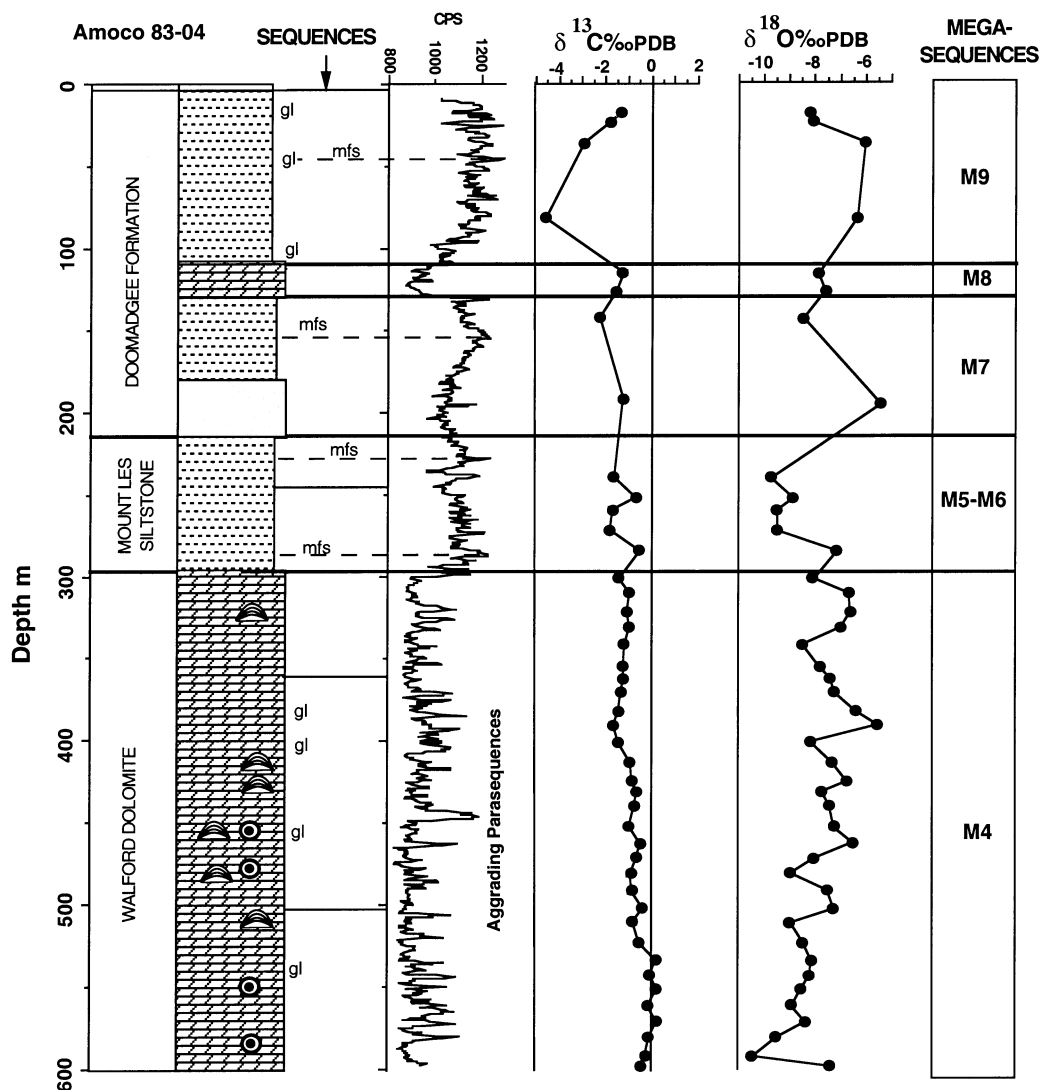 Amoco 83-04
SEQUENCES
CPS
800 1000 1200
δ 13C‰PDB
-4 -2 0 2
δ 18O‰PDB
-10 -8 -6
MEGA-
SEQUENCES
Depth m
0
100
200
300
400
500
600
DOOMADGEE FORMATION
MOUNT LES
SILTSTONE
WALFORD DOLOMITE
gl
gl- mfs
gl
mfs
mfs
mfs
gl
gl
gl
gl
Aggrading Parasequences
M9
M8
M7
M5-M6
M4